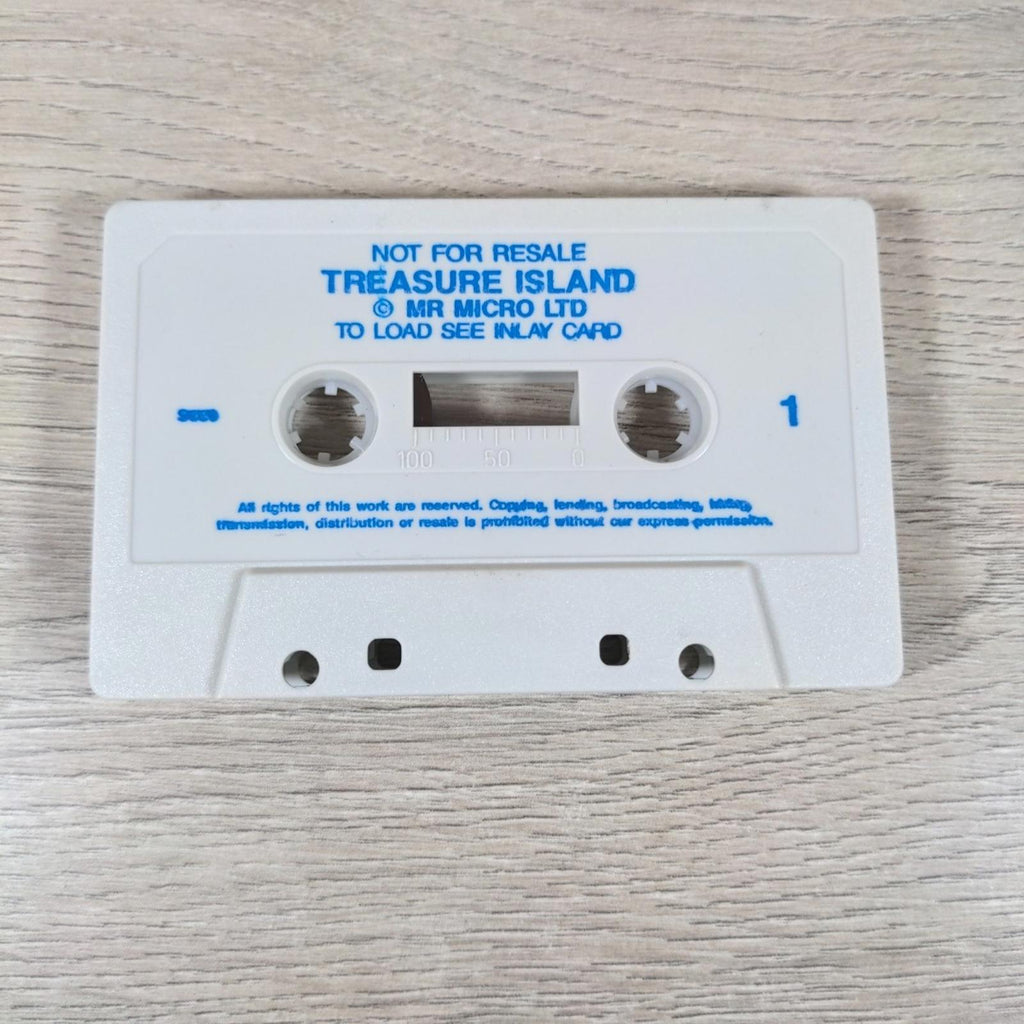 NOT FOR RESALE
TREASURE ISLAND
© MR MICRO LTD
TO LOAD SEE INLAY CARD
1
100 50 0
All rights of this work are reserved. Copying, lending, broadcasting,
transmission, distribution or resale is prohibited without our express permission.